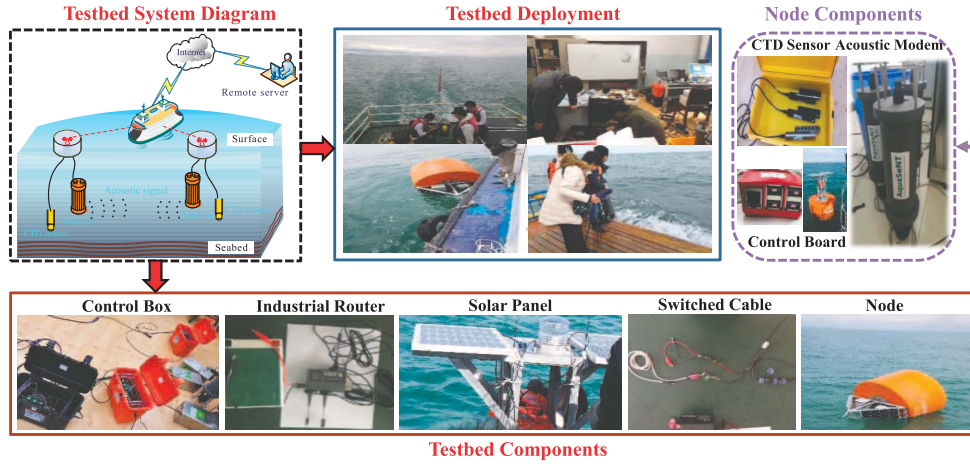 Testbed System Diagram
Testbed Deployment
Node Components
Internet
Remote server
Surface
Acoustic signal
Seabed
CTD Sensor Acoustic Modem
AquaSeNT
Control Board
Control Box
Industrial Router
Solar Panel
Switched Cable
Node
Testbed Components